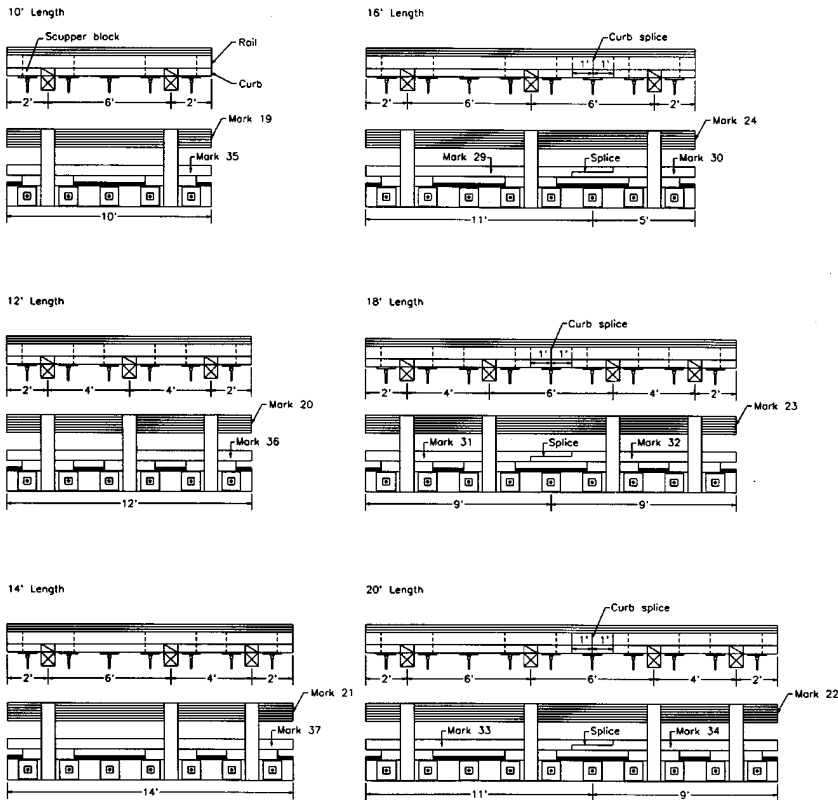 10' Length
Scupper block
Rail
Curb
2' 6' 2'
Mark 19
Mark 35
10'
16' Length
Curb splice
1' 1'
2' 6' 6' 2'
Mark 24
Mark 29 Splice Mark 30
11' 5'
12' Length
2' 4' 4' 2'
Mark 20
Mark 36
12'
18' Length
Curb splice
1' 1'
2' 4' 6' 4' 2'
Mark 23
Mark 31 Splice Mark 32
9' 9'
14' Length
2' 6' 4' 2'
Mark 21
Mark 37
14'
20' Length
Curb splice
1' 1'
2' 6' 6' 4' 2'
Mark 22
Mark 33 Splice Mark 34
11' 9'